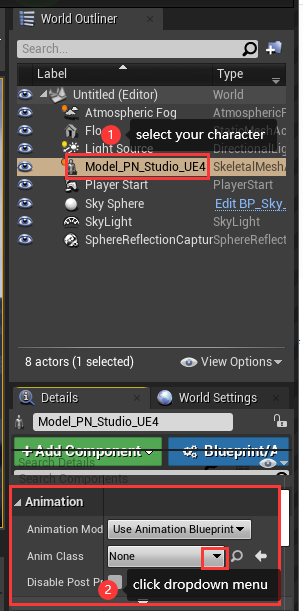 World Outliner
Search...
Label Type
Untitled (Editor) World
Atmospheric Fog AtmosphericF
Flo
1 select your character
Light Source DirectionalLig
Model_PN_Studio_UE4 SkeletalMeshA
Player Start PlayerStart
Sky Sphere Edit BP_Sky_
SkyLight SkyLight
SphereReflectionCaptur SphereReflect
8 actors (1 selected) View Options
Details World Settings
Model_PN_Studio_UE4
+ Add Component Blueprint/A
Search Details
Search Components
Animation
Animation Mod Use Animation Blueprint
Anim Class None
Disable Post Pr
2 click dropdown menu